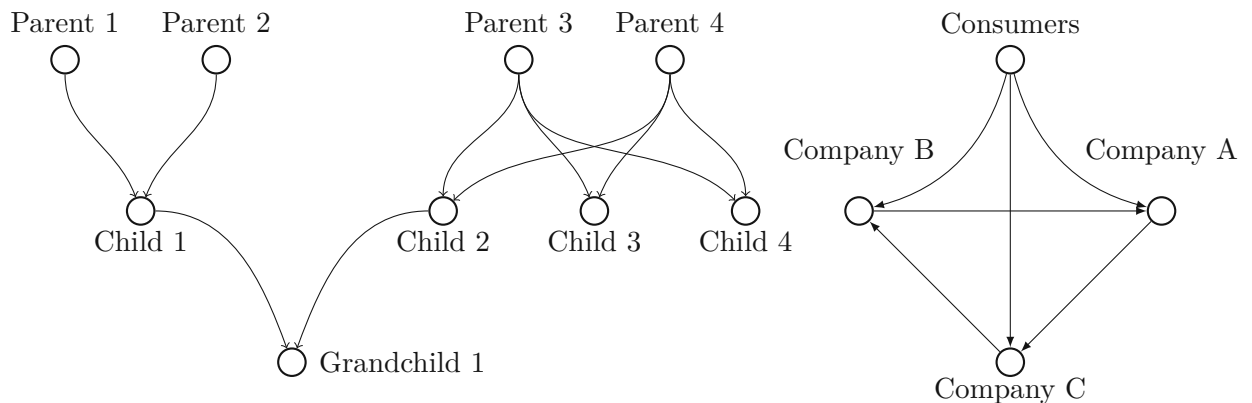 Parent 1
Parent 2
Parent 3
Parent 4
Consumers
Company B
Company A
Child 1
Child 2
Child 3
Child 4
Grandchild 1
Company C